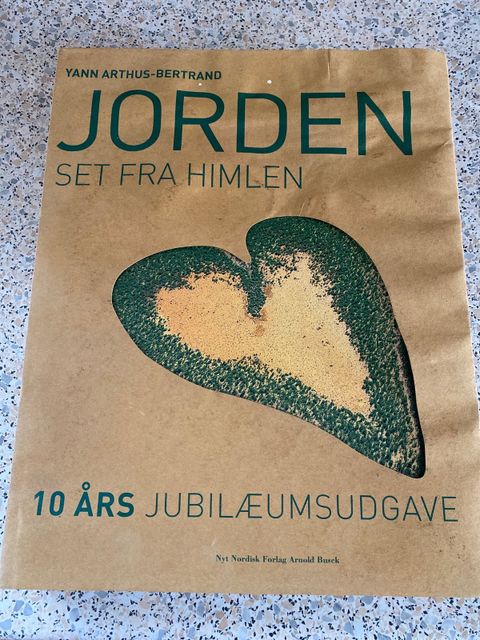 YANN ARTHUS-BERTRAND
JORDEN
SET FRA HIMLEN
10 ÅRS JUBILÆUMSUDGAVE
Nyt Nordisk Forlag Arnold Busck